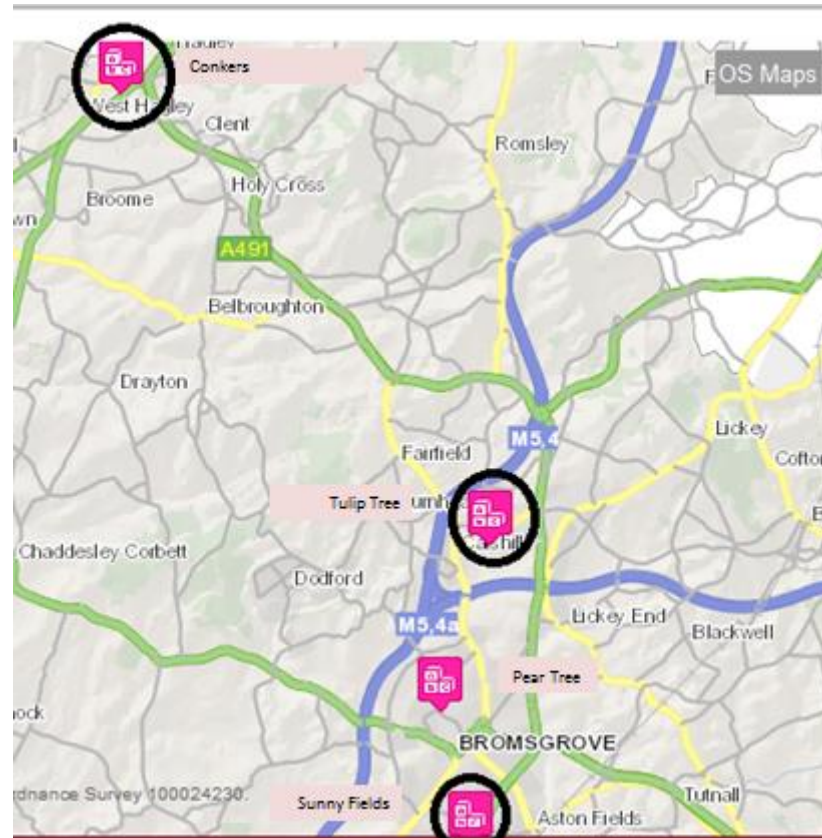 Conkers
OS Maps
West Hagley
Clent
Romsley
Holy Cross
Broome
A491
Belbroughton
Drayton
Lickey
M5,4
Fairfield
Tulip Tree
Chaddesley Corbett
Dodford
Lickey End
M5,4a
Blackwell
Pear Tree
BROMSGROVE
Survey 100024230.
Sunny Fields
Tutnall
Aston Fields